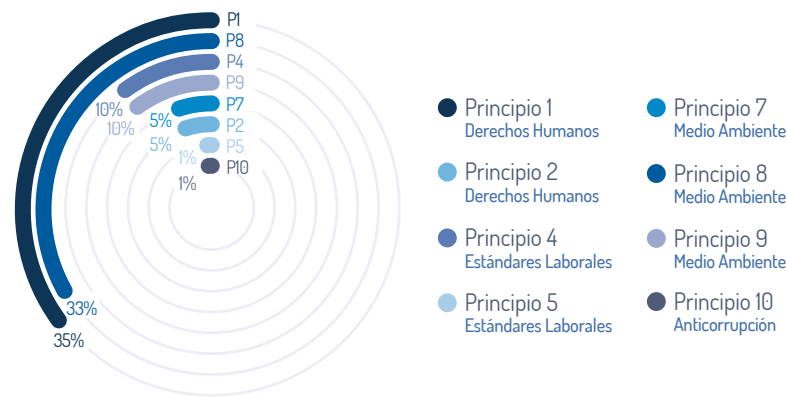 P1
P8
P4
P9
P7
P2
P5
P10
10%
10%
5%
5%
1%
1%
33%
35%
Principio 1
Derechos Humanos
Principio 2
Derechos Humanos
Principio 4
Estándares Laborales
Principio 5
Estándares Laborales
Principio 7
Medio Ambiente
Principio 8
Medio Ambiente
Principio 9
Medio Ambiente
Principio 10
Anticorrupción